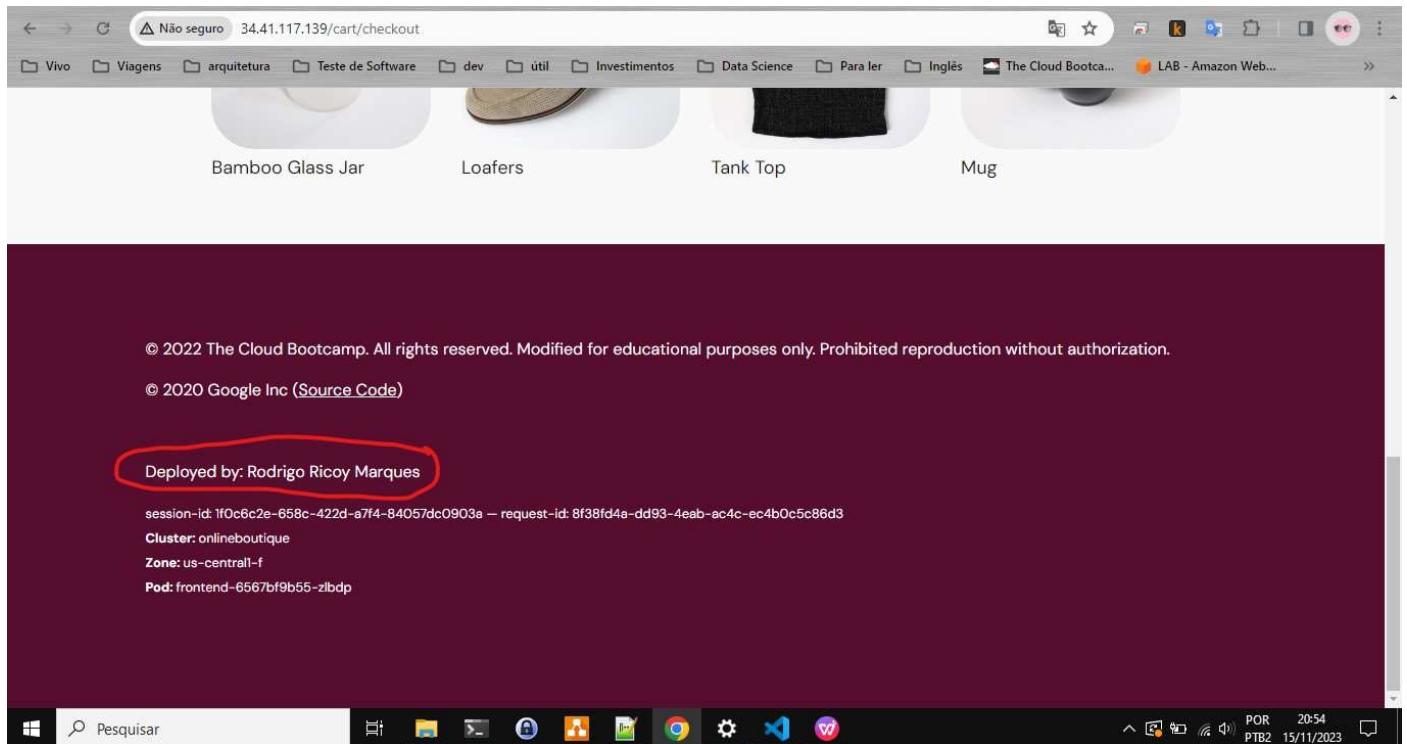 Não seguro 34.41.117.139/cart/checkout
Vivo Viagens arquitetura Teste de Software dev útil Investimentos Data Science Para ler Inglês The Cloud Bootca... LAB - Amazon Web... »
Bamboo Glass Jar Loafers Tank Top Mug
© 2022 The Cloud Bootcamp. All rights reserved. Modified for educational purposes only. Prohibited reproduction without authorization.
© 2020 Google Inc (Source Code)
Deployed by: Rodrigo Ricoy Marques
session-id: 1f0c6c2e-658c-422d-a7f4-84057dc0903a — request-id: 8f38fd4a-dd93-4eab-ac4c-ec4b0c5c86d3
Cluster: onlineboutique
Zone: us-central1-f
Pod: frontend-6567bf9b55-zlbdp
Pesquisar
POR 20:54
PTB2 15/11/2023